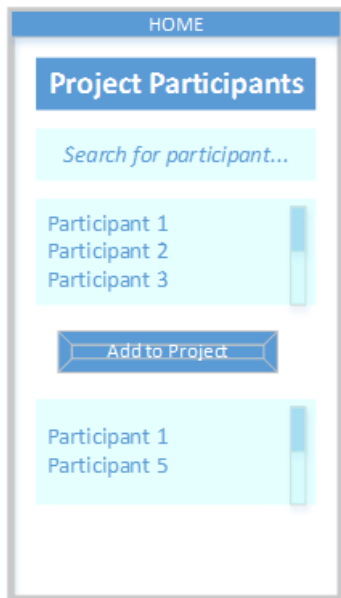 HOME
Project Participants
Search for participant...
Participant 1
Participant 2
Participant 3
Add to Project
Participant 1
Participant 5